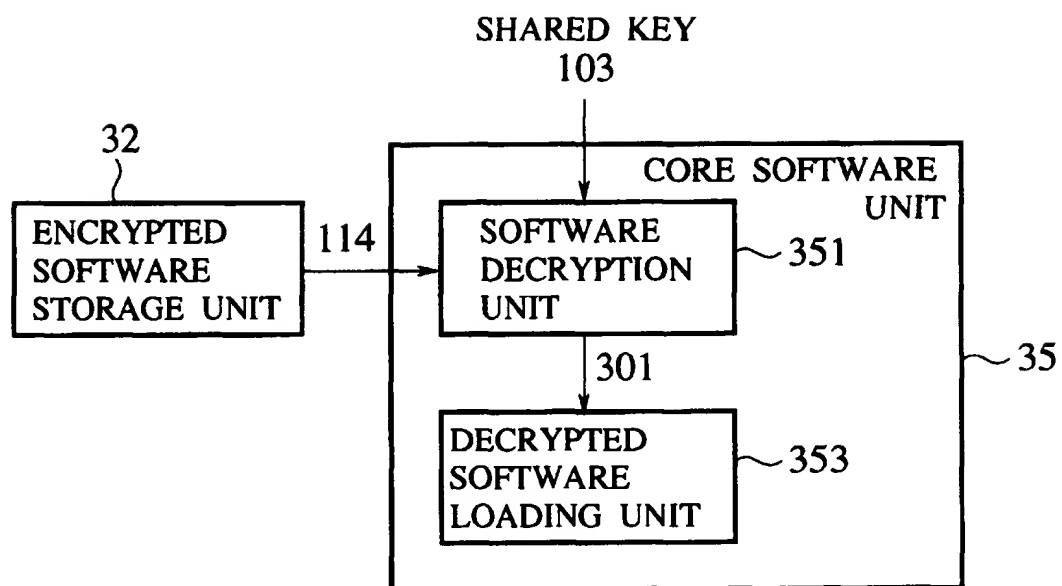 SHARED KEY
103
32
CORE SOFTWARE
UNIT
ENCRYPTED
SOFTWARE
STORAGE UNIT
114
SOFTWARE
DECRYPTION
UNIT
351
301
35
DECRYPTED
SOFTWARE
LOADING UNIT
353